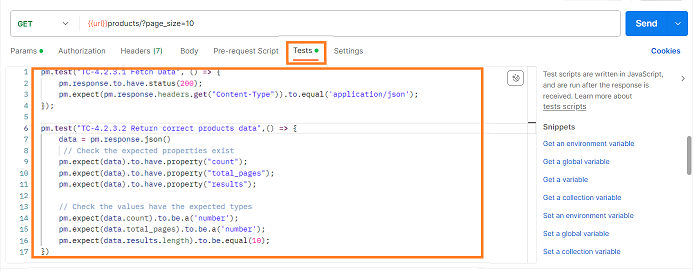 GET {{url}}products/?page_size=10 Send
Params Authorization Headers (7) Body Pre-request Script Tests Settings Cookies
1 pm.test("TC-4.2.3.1 Fetch Data", () => {
2 pm.response.to.have.status(200);
3 pm.expect(pm.response.headers.get("Content-Type")).to.equal('application/json');
4 });
5
6 pm.test("TC-4.2.3.2 Return correct products data",() => {
7 data = pm.response.json()
8 // Check the expected properties exist
9 pm.expect(data).to.have.property("count");
10 pm.expect(data).to.have.property("total_pages");
11 pm.expect(data).to.have.property("results");
12
13 // Check the values have the expected types
14 pm.expect(data.count).to.be.a('number');
15 pm.expect(data.total_pages).to.be.a('number');
16 pm.expect(data.results.length).to.be.equal(10);
17 })
Test scripts are written in JavaScript,
and are run after the response is
received. Learn more about
tests scripts
Snippets
Get an environment variable
Get a global variable
Get a variable
Get a collection variable
Set an environment variable
Set a global variable
Set a collection variable